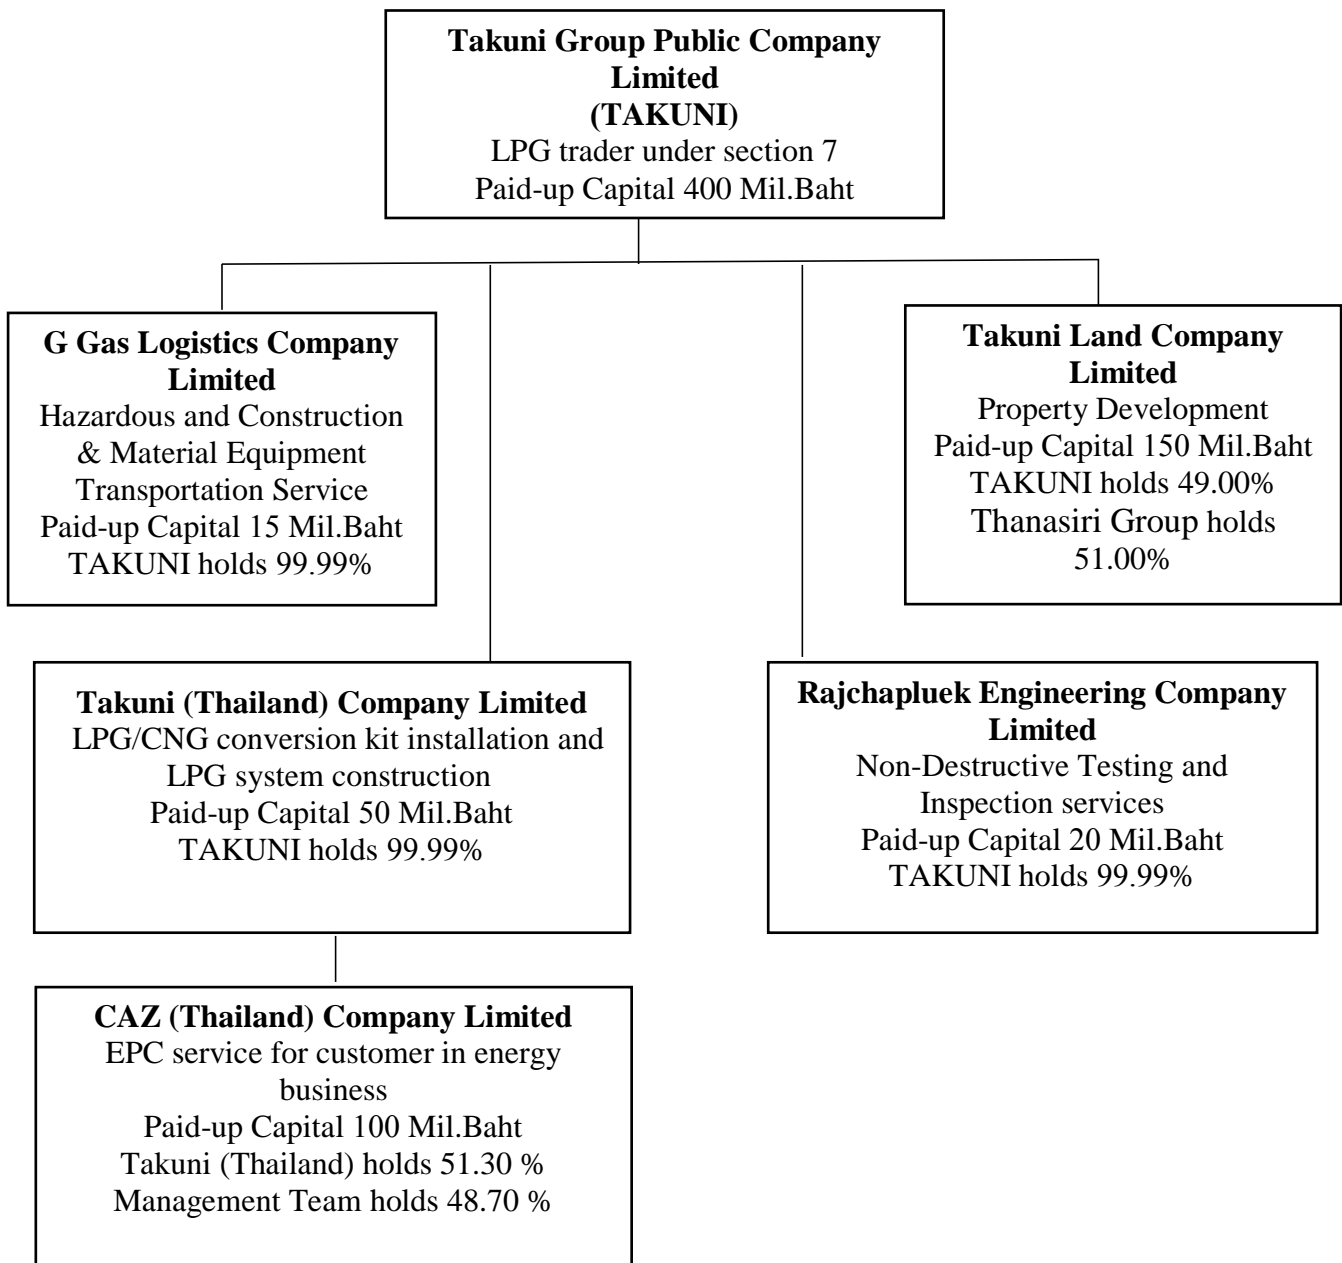 Takuni Group Public Company
Limited
(TAKUNI)
LPG trader under section 7
Paid-up Capital 400 Mil.Baht
G Gas Logistics Company
Limited
Hazardous and Construction
& Material Equipment
Transportation Service
Paid-up Capital 15 Mil.Baht
TAKUNI holds 99.99%
Takuni Land Company
Limited
Property Development
Paid-up Capital 150 Mil.Baht
TAKUNI holds 49.00%
Thanasiri Group holds
51.00%
Takuni (Thailand) Company Limited
LPG/CNG conversion kit installation and
LPG system construction
Paid-up Capital 50 Mil.Baht
TAKUNI holds 99.99%
Rajchapluek Engineering Company
Limited
Non-Destructive Testing and
Inspection services
Paid-up Capital 20 Mil.Baht
TAKUNI holds 99.99%
CAZ (Thailand) Company Limited
EPC service for customer in energy
business
Paid-up Capital 100 Mil.Baht
Takuni (Thailand) holds 51.30 %
Management Team holds 48.70 %